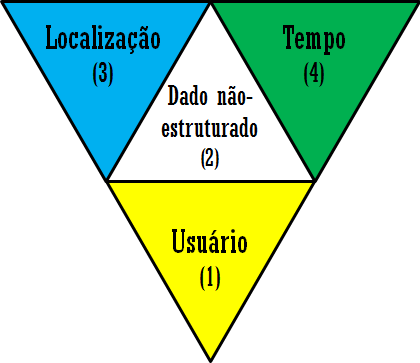 Localização
(3)
Tempo
(4)
Dado não-
estruturado
(2)
Usuário
(1)